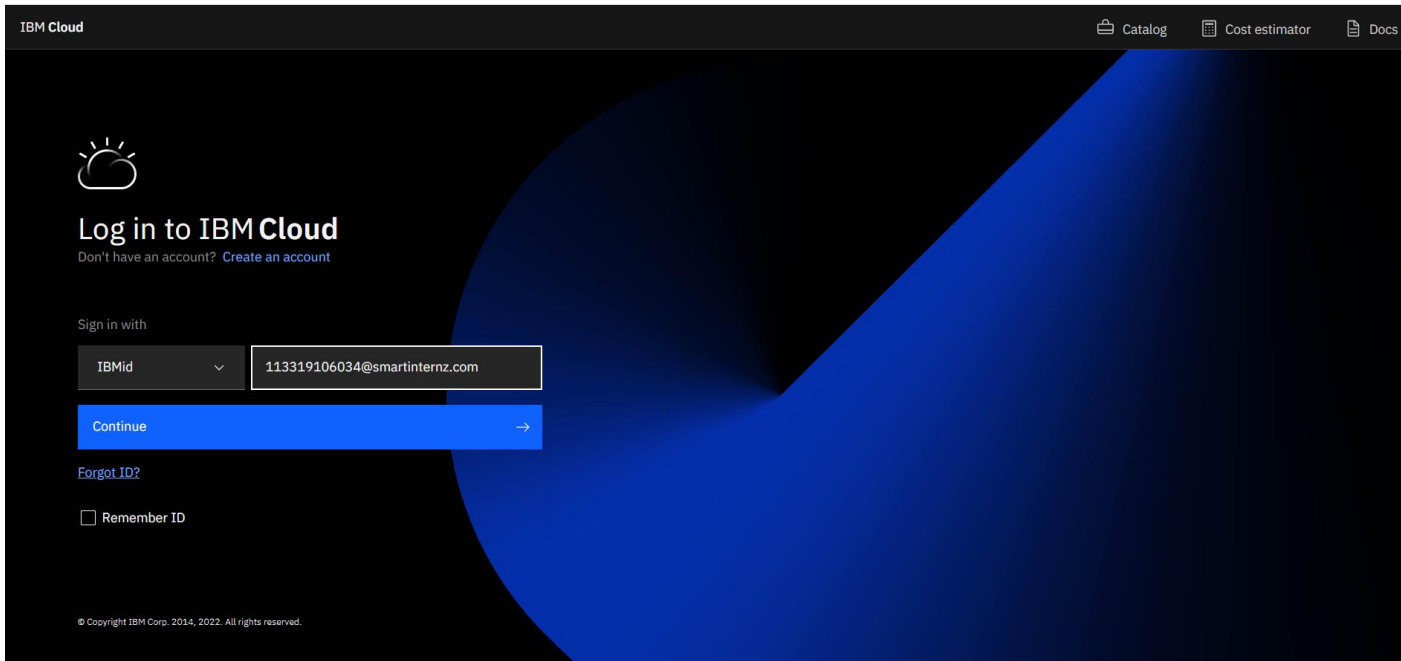 IBM Cloud
Catalog
Cost estimator
Docs
Log in to IBM Cloud
Don't have an account? Create an account
Sign in with
IBMid
113319106034@smartinternz.com
Continue
Forgot ID?
Remember ID
© Copyright IBM Corp. 2014, 2022. All rights reserved.